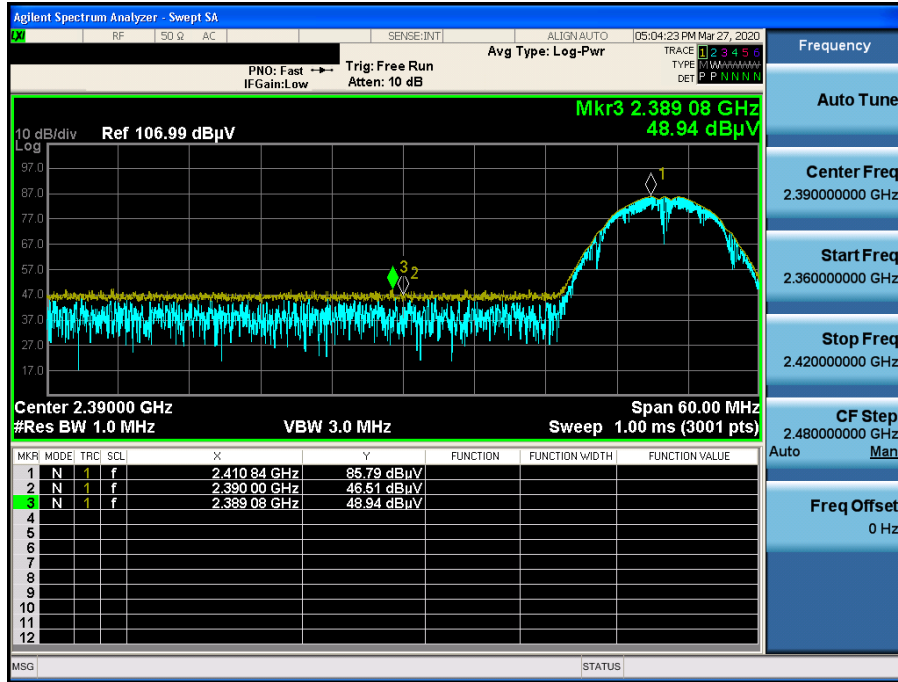 Agilent Spectrum Analyzer - Swept SA
LXI RF 50 Ω AC SENSE:INT ALIGN AUTO 05:04:23 PM Mar 27, 2020
Avg Type: Log-Pwr
PNO: Fast
IFGain:Low
Trig: Free Run
Atten: 10 dB
TRACE 1 2 3 4 5 6
TYPE M W W W W W
DET P P N N N N
Mkr3 2.389 08 GHz
48.94 dBµV
10 dB/div
Log
Ref 106.99 dBµV
97.0
87.0
77.0
67.0
57.0
47.0
37.0
27.0
17.0
1
3
2
Center 2.39000 GHz
Span 60.00 MHz
#Res BW 1.0 MHz
VBW 3.0 MHz
Sweep 1.00 ms (3001 pts)
MKR MODE TRC SCL X Y FUNCTION FUNCTION WIDTH FUNCTION VALUE
1 N 1 f 2.410 84 GHz 85.79 dBµV
2 N 1 f 2.390 00 GHz 46.51 dBµV
3 N 1 f 2.389 08 GHz 48.94 dBµV
4
5
6
7
8
9
10
11
12
MSG
STATUS
Frequency
Auto Tune
Center Freq
2.390000000 GHz
Start Freq
2.360000000 GHz
Stop Freq
2.420000000 GHz
CF Step
2.480000000 GHz
Auto Man
Freq Offset
0 Hz